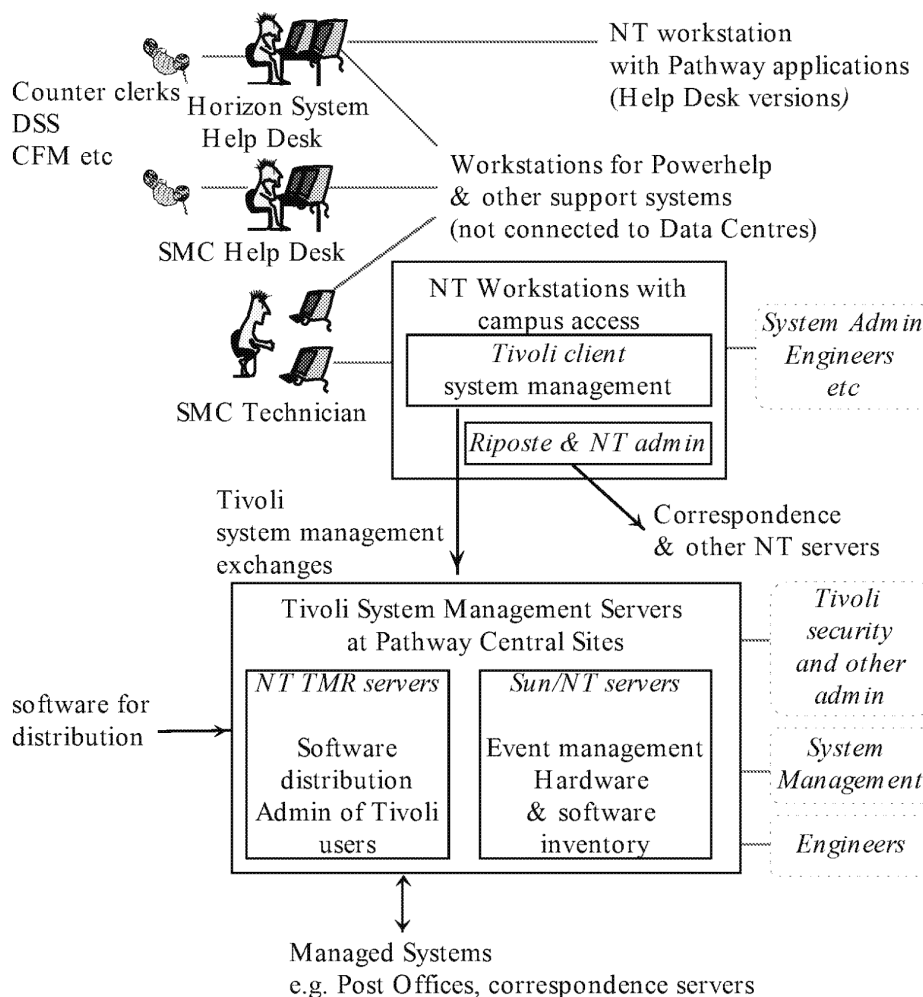 NT workstation
with Pathway applications
(Help Desk versions)
Counter clerks
DSS
CFM etc
Horizon System
Help Desk
Workstations for Powerhelp
& other support systems
(not connected to Data Centres)
SMC Help Desk
NT Workstations with
campus access
Tivoli client
system management
System Admin
Engineers
etc
SMC Technician
Riposte & NT admin
Tivoli
system management
exchanges
Correspondence
& other NT servers
Tivoli System Management Servers
at Pathway Central Sites
Tivoli
security
and other
admin
NT TMR servers
Software
distribution
Admin of Tivoli
users
Sun/NT servers
Event management
Hardware
& software
inventory
software for
distribution
System
Management
Engineers
Managed Systems
e.g. Post Offices, correspondence servers